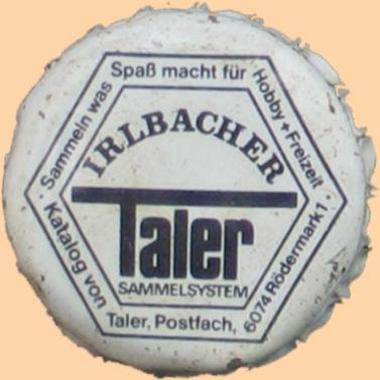 Sammeln was
Spaß macht für
Hobby + Freizeit ·
IRLBACHER
Taler
SAMMELSYSTEM
· Katalog von
Taler, Postfach,
6074 Rödermark 1 ·